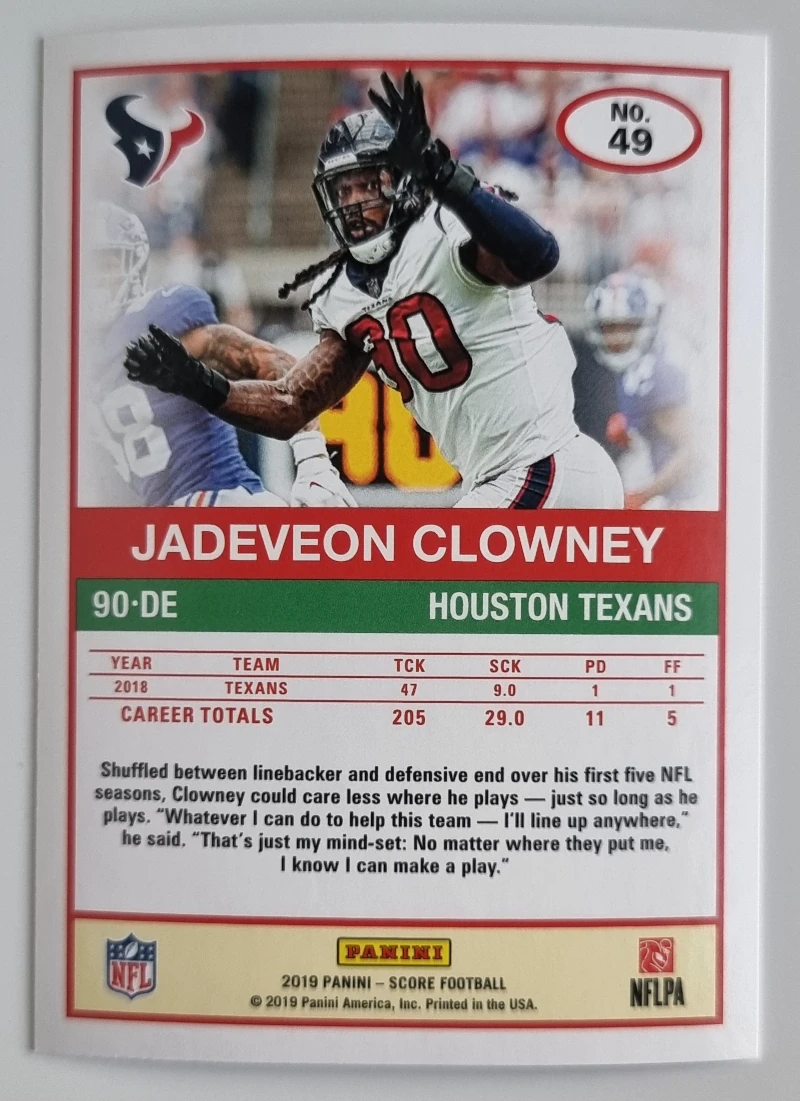 No.
49
TEXANS
90
90
8
JADEVEON CLOWNEY
90·DE HOUSTON TEXANS
YEAR TEAM TCK SCK PD FF
2018 TEXANS 47 9.0 1 1
CAREER TOTALS 205 29.0 11 5
Shuffled between linebacker and defensive end over his first five NFL
seasons, Clowney could care less where he plays — just so long as he
plays. “Whatever I can do to help this team — I’ll line up anywhere,”
he said. “That’s just my mind-set: No matter where they put me,
I know I can make a play.”
NFL
PANINI
NFLPA
2019 PANINI – SCORE FOOTBALL
© 2019 Panini America, Inc. Printed in the USA.